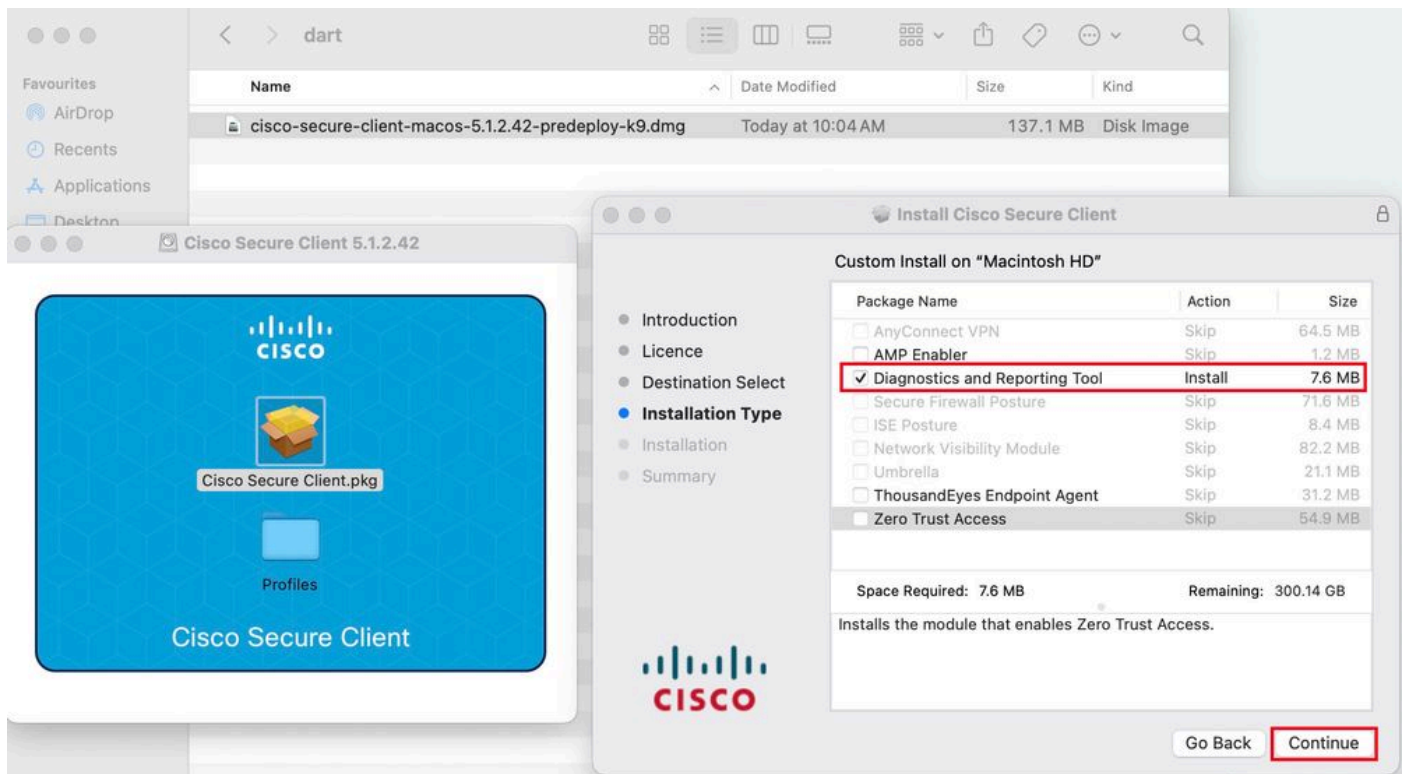 dart
Favourites
AirDrop
Recents
Applications
Desktop
Name Date Modified Size Kind
cisco-secure-client-macos-5.1.2.42-predeploy-k9.dmg Today at 10:04 AM 137.1 MB Disk Image
Cisco Secure Client 5.1.2.42
CISCO
Cisco Secure Client.pkg
Profiles
Cisco Secure Client
Install Cisco Secure Client
Custom Install on “Macintosh HD”
Introduction
Licence
Destination Select
Installation Type
Installation
Summary
CISCO
Package Name Action Size
AnyConnect VPN Skip 64.5 MB
AMP Enabler Skip 1.2 MB
Diagnostics and Reporting Tool Install 7.6 MB
Secure Firewall Posture Skip 71.6 MB
ISE Posture Skip 8.4 MB
Network Visibility Module Skip 82.2 MB
Umbrella Skip 21.1 MB
ThousandEyes Endpoint Agent Skip 31.2 MB
Zero Trust Access Skip 54.9 MB
Space Required: 7.6 MB Remaining: 300.14 GB
Installs the module that enables Zero Trust Access.
Go Back Continue